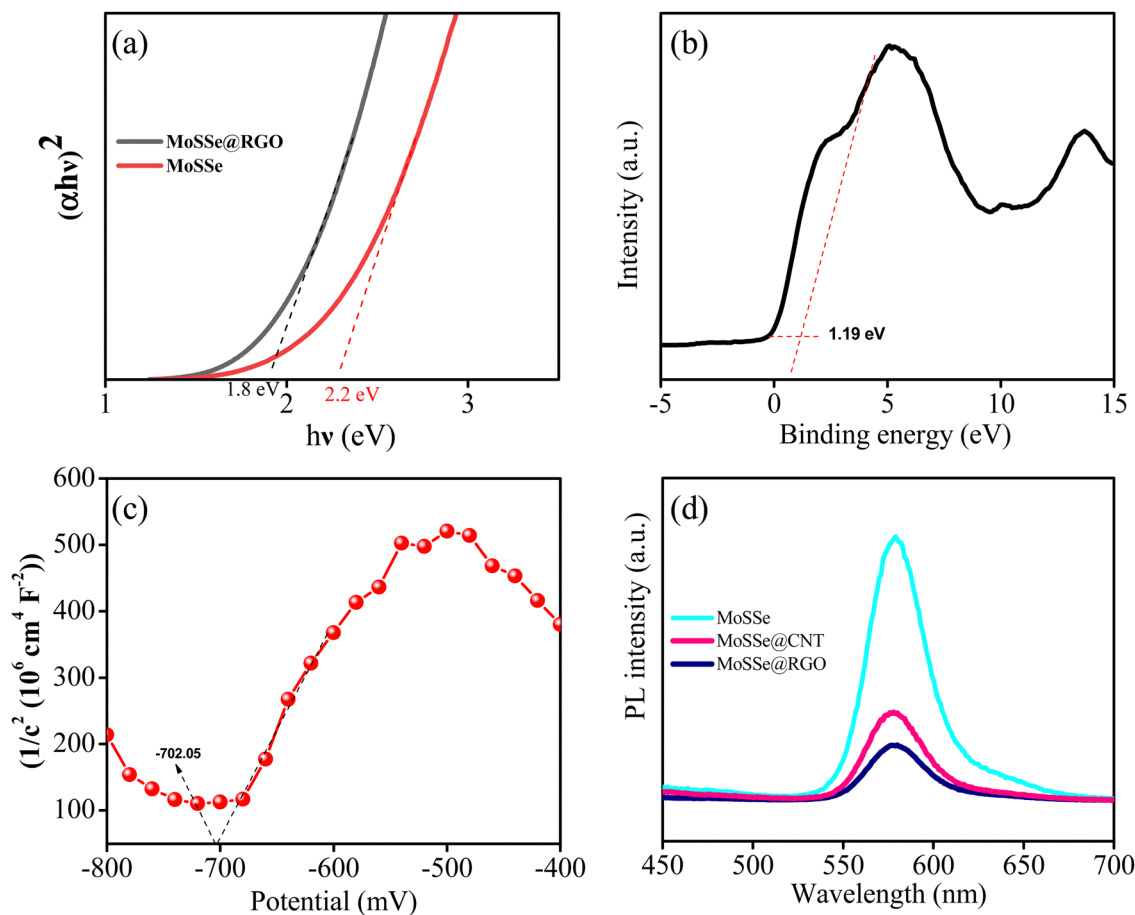 (a)
MoSSe@RGO
MoSSe
(αhν)²
1.8 eV
2.2 eV
1
2
3
hν (eV)
(b)
Intensity (a.u.)
1.19 eV
-5
0
5
10
15
Binding energy (eV)
(c)
600
500
400
300
200
100
(1/c² (10⁶ cm⁴ F⁻²))
-702.05
-800
-700
-600
-500
-400
Potential (mV)
(d)
PL intensity (a.u.)
MoSSe
MoSSe@CNT
MoSSe@RGO
450
500
550
600
650
700
Wavelength (nm)